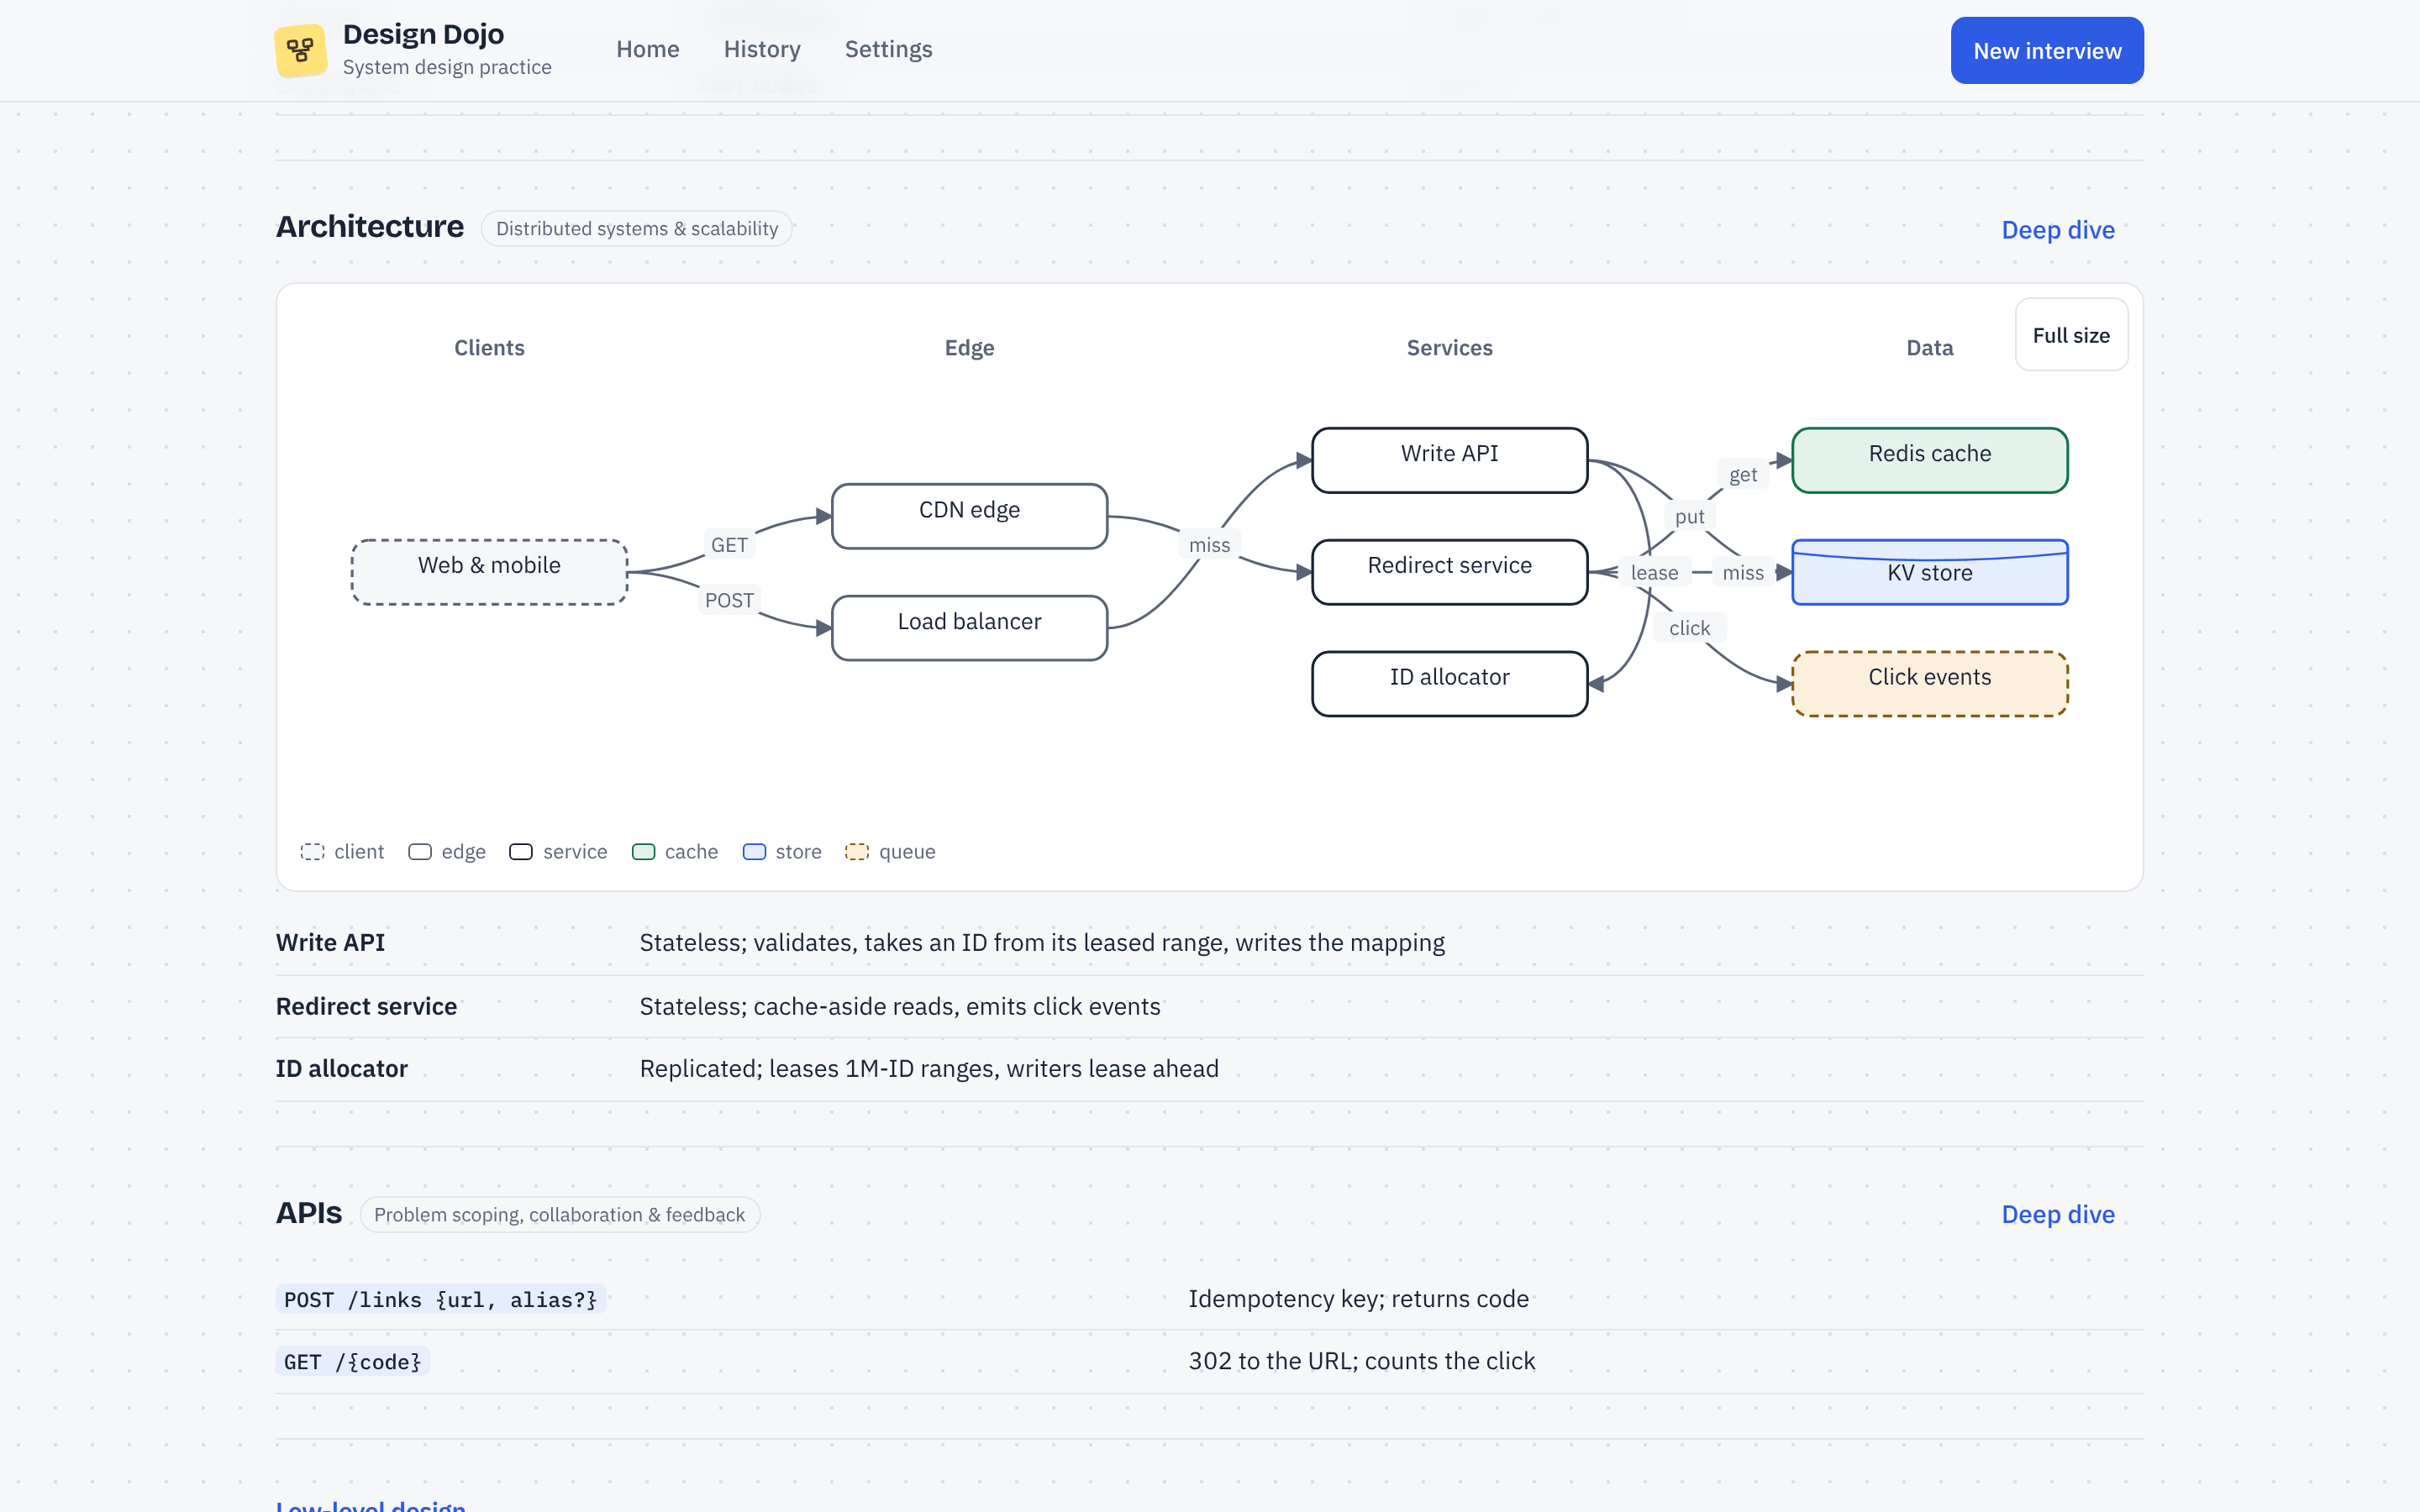 Design Dojo
System design practice
Home
History
Settings
New interview
Architecture
Distributed systems & scalability
Deep dive
Full size
Clients
Edge
Services
Data
Write API
Redis cache
get
CDN edge
put
GET
miss
Web & mobile
Redirect service
lease
miss
KV store
POST
Load balancer
click
ID allocator
Click events
client
edge
service
cache
store
queue
Write API
Stateless; validates, takes an ID from its leased range, writes the mapping
Redirect service
Stateless; cache-aside reads, emits click events
ID allocator
Replicated; leases 1M-ID ranges, writers lease ahead
APIs
Problem scoping, collaboration & feedback
Deep dive
POST /links {url, alias?}
Idempotency key; returns code
GET /{code}
302 to the URL; counts the click
Low-level design